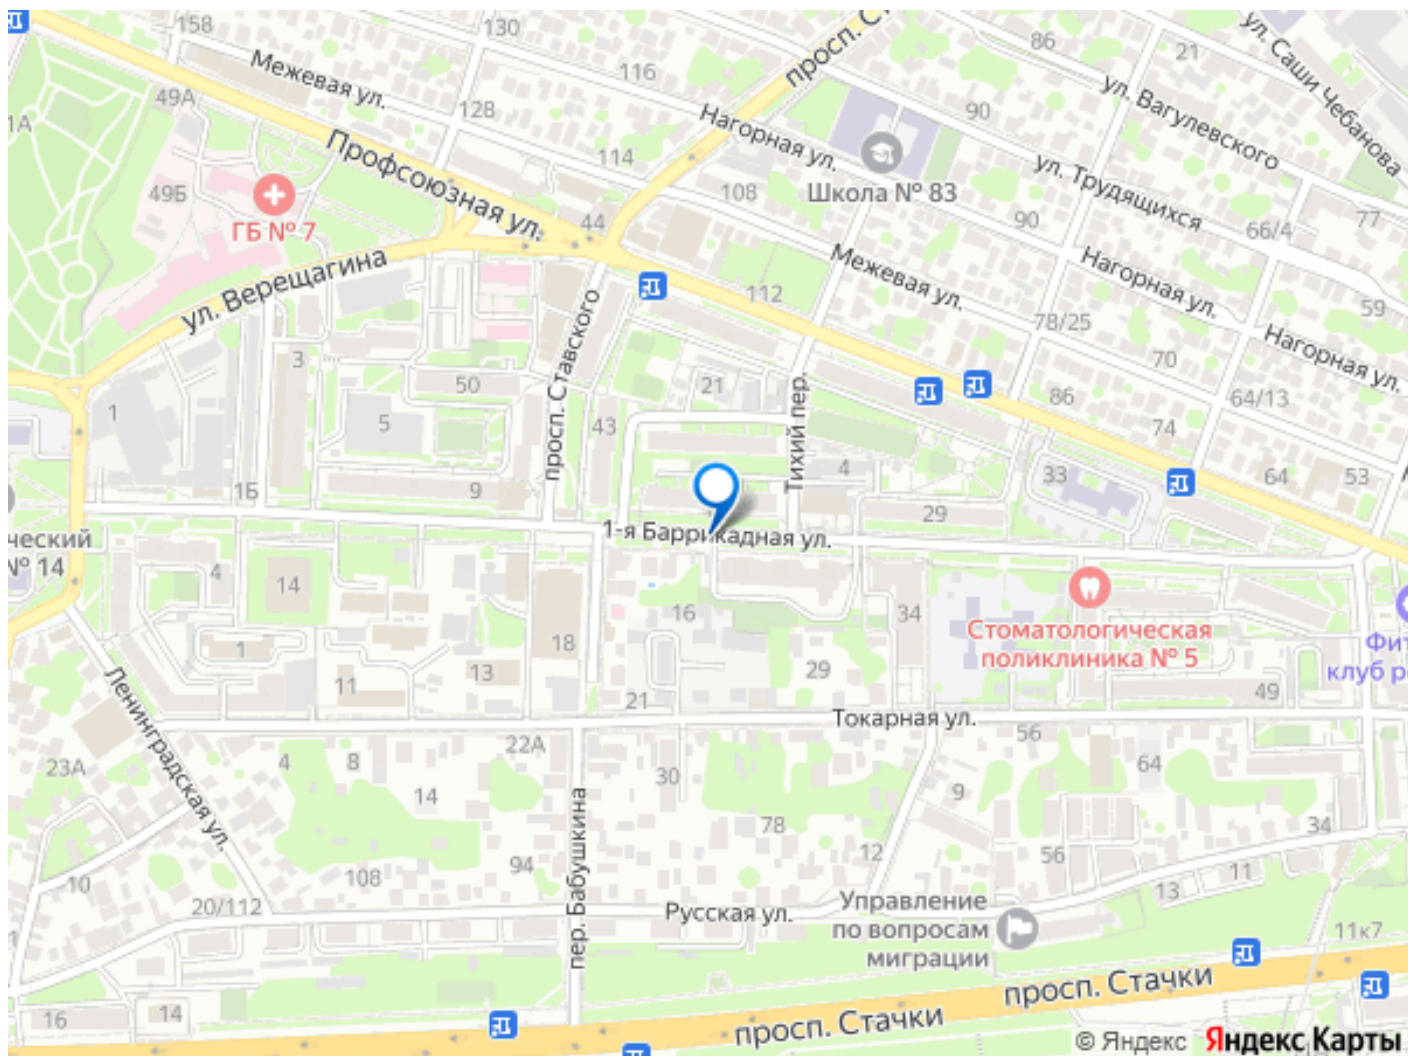 158
130
просп. С
86
21
ул. Саши Чебанова
Межевая ул.
116
49А
128
Нагорная ул.
90
ул. Вагулевского
1А
Профсоюзная ул.
114
Школа № 83
ул. Трудящихся
49Б
108
90
77
ГБ № 7
44
66/4
ул. Верещагина
Межевая ул.
Нагорная ул.
112
59
просп. Ставского
78/25
Нагорная ул.
3
50
21
Тихий пер.
70
86
64/13
1
5
43
74
4
33
64
53
1Б
9
29
1-я Баррикадная ул.
ческий
№ 14
4
14
16
34
Стоматологическая
поликлиника № 5
1
18
13
29
Фит
клуб р
11
21
49
Ленинградская ул.
Токарная ул.
22А
56
23А
4
8
30
64
14
9
пер. Бабушкина
78
34
94
12
56
10
108
11
13
20/112
Русская ул.
Управление
по вопросам
миграции
11к7
просп. Стачки
16
14
просп. Стачки
© Яндекс Яндекс Карты